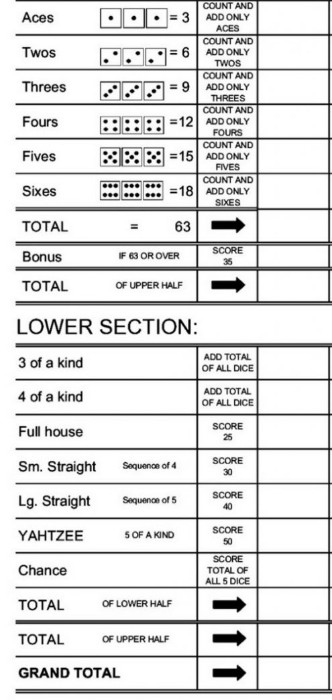 Aces = 3 COUNT AND ADD ONLY ACES
Twos = 6 COUNT AND ADD ONLY TWOS
Threes = 9 COUNT AND ADD ONLY THREES
Fours =12 COUNT AND ADD ONLY FOURS
Fives =15 COUNT AND ADD ONLY FIVES
Sixes =18 COUNT AND ADD ONLY SIXES
TOTAL = 63
Bonus IF 63 OR OVER SCORE 35
TOTAL OF UPPER HALF
LOWER SECTION:
3 of a kind ADD TOTAL OF ALL DICE
4 of a kind ADD TOTAL OF ALL DICE
Full house SCORE 25
Sm. Straight Sequence of 4 SCORE 30
Lg. Straight Sequence of 5 SCORE 40
YAHTZEE 5 OF A KIND SCORE 50
Chance SCORE TOTAL OF ALL 5 DICE
TOTAL OF LOWER HALF
TOTAL OF UPPER HALF
GRAND TOTAL